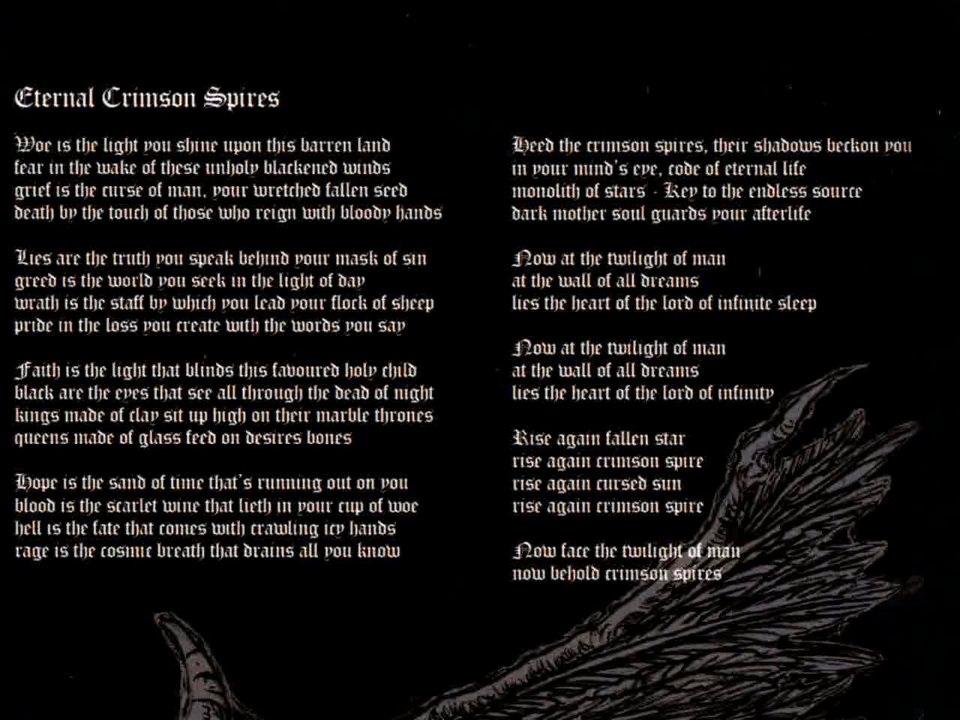 Eternal Crimson Spires
Woe is the light you shine upon this barren land
fear in the wake of these unholy blackened winds
grief is the curse of man, your wretched fallen seed
death by the touch of those who reign with bloody hands
Lies are the truth you speak behind your mask of sin
greed is the world you seek in the light of day
wrath is the staff by which you lead your flock of sheep
pride in the loss you create with the words you say
Faith is the light that blinds this favoured holy child
black are the eyes that see all through the dead of night
kings made of clay sit up high on their marble thrones
queens made of glass feed on desires bones
Hope is the sand of time that's running out on you
blood is the scarlet wine that lieth in your cup of woe
hell is the fate that comes with crawling icy hands
rage is the cosmic breath that drains all you know
Heed the crimson spires, their shadows beckon you
in your mind's eye, code of eternal life
monolith of stars - Key to the endless source
dark mother soul guards your afterlife
Now at the twilight of man
at the wall of all dreams
lies the heart of the lord of infinite sleep
Now at the twilight of man
at the wall of all dreams
lies the heart of the lord of infinity
Rise again fallen star
rise again crimson spire
rise again cursed sun
rise again crimson spire
Now face the twilight of man
now behold crimson spires